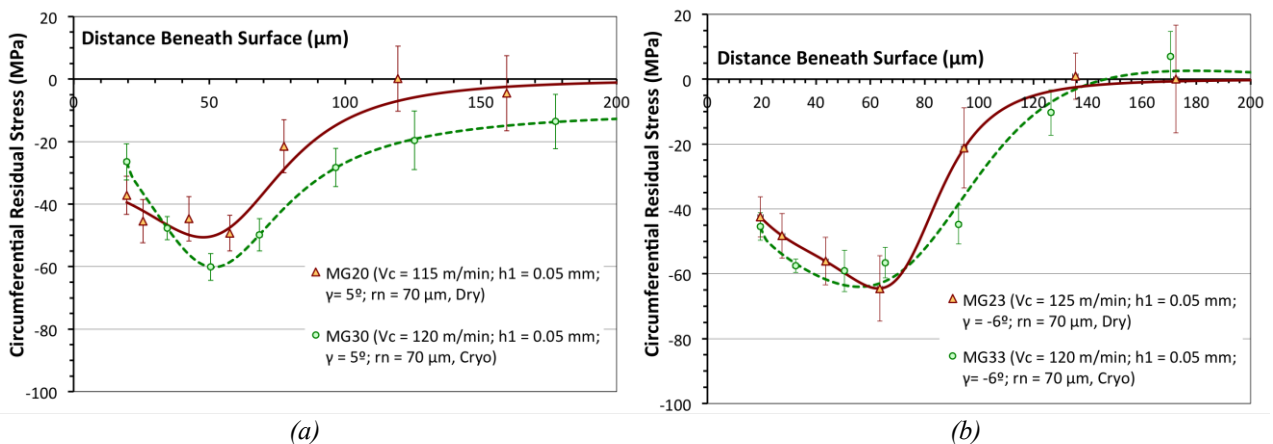 20
0
-20
-40
-60
-80
-100
0
50
100
150
200
Circumferential Residual Stress (MPa)
Distance Beneath Surface (µm)
MG20 (Vc = 115 m/min; h1 = 0.05 mm;
γ= 5º; rn = 70 µm, Dry)
MG30 (Vc = 120 m/min; h1 = 0.05 mm;
γ = 5º; rn = 70 µm, Cryo)
(a)
20
0
-20
-40
-60
-80
-100
0
20
40
60
80
100
120
140
160
180
200
Circumferential Residual Stress (MPa)
Distance Beneath Surface (µm)
MG23 (Vc = 125 m/min; h1 = 0.05 mm;
γ = -6º; rn = 70 µm, Dry)
MG33 (Vc = 120 m/min; h1 = 0.05 mm;
γ= -6º; rn = 70 µm, Cryo)
(b)